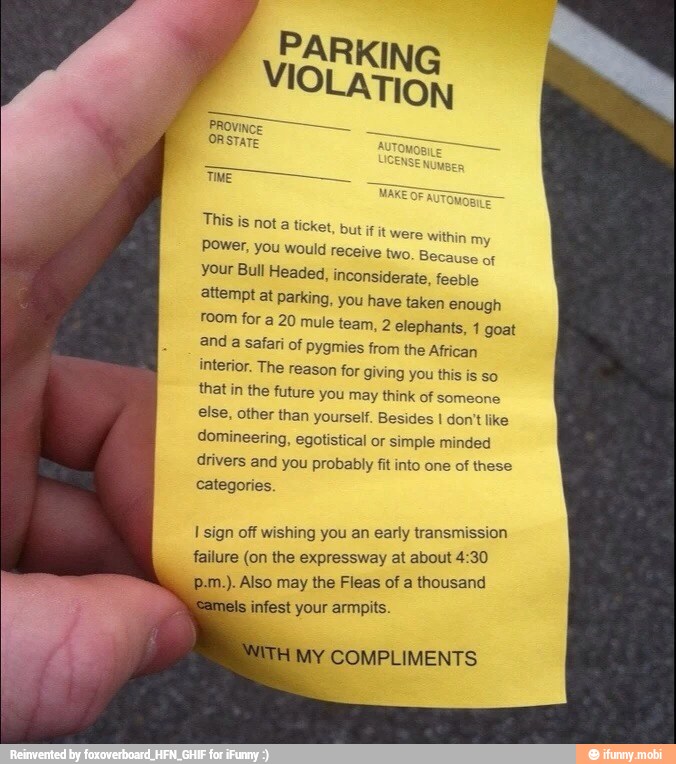 PARKING
VIOLATION
PROVINCE
OR STATE
AUTOMOBILE
LICENSE NUMBER
TIME
MAKE OF AUTOMOBILE
This is not a ticket, but if it were within my
power, you would receive two. Because of
your Bull Headed, inconsiderate, feeble
attempt at parking, you have taken enough
room for a 20 mule team, 2 elephants, 1 goat
and a safari of pygmies from the African
interior. The reason for giving you this is so
that in the future you may think of someone
else, other than yourself. Besides I don't like
domineering, egotistical or simple minded
drivers and you probably fit into one of these
categories.
I sign off wishing you an early transmission
failure (on the expressway at about 4:30
p.m.). Also may the Fleas of a thousand
camels infest your armpits.
WITH MY COMPLIMENTS
Reinvented by foxoverboard_HFN_GHIF for iFunny :)
ifunny.mobi